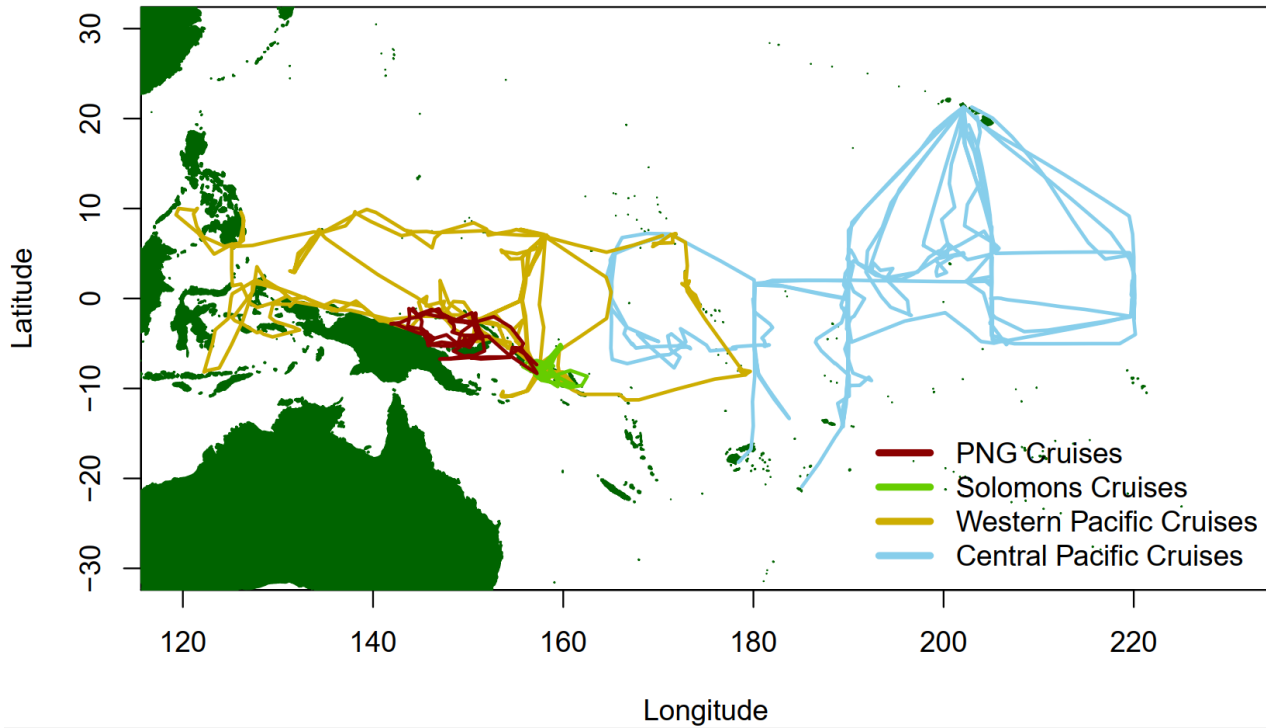 30
20
10
0
−10
−20
−30
Latitude
PNG Cruises
Solomons Cruises
Western Pacific Cruises
Central Pacific Cruises
120 140 160 180 200 220
Longitude